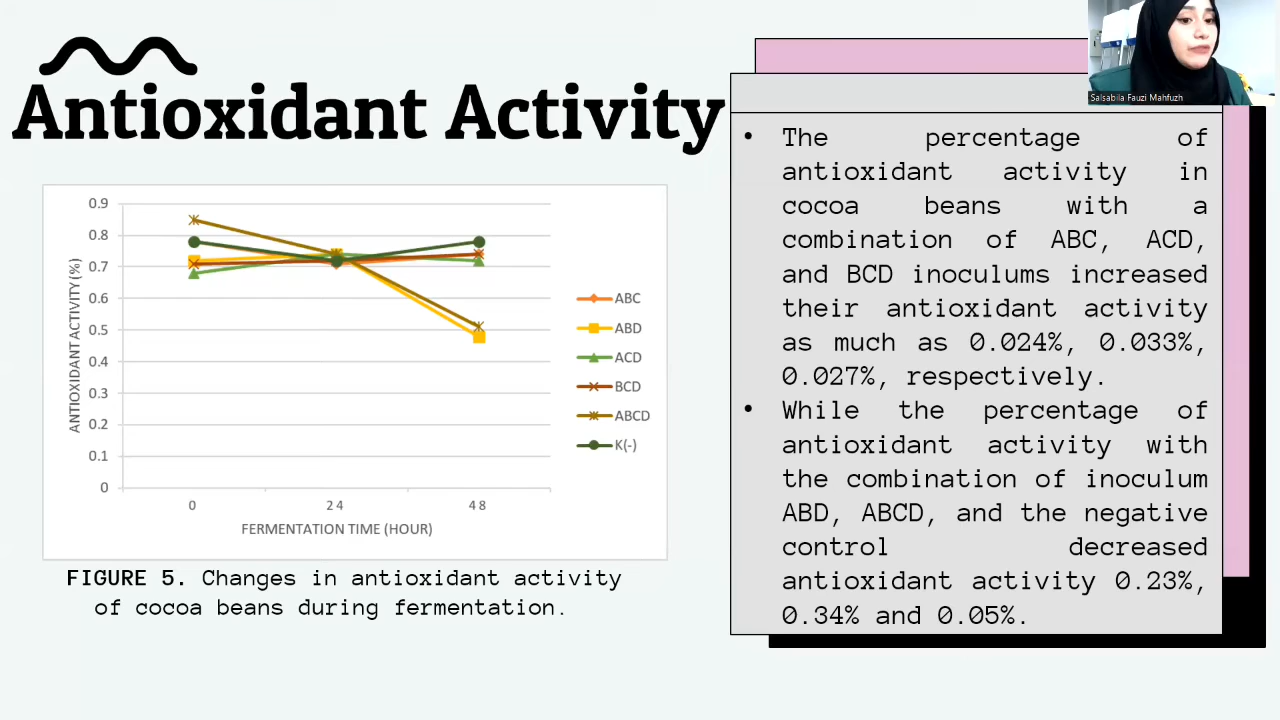 Antioxidant Activity
Salsabila Fauzi Mahfuzh
0.9
0.8
0.7
0.6
0.5
0.4
0.3
0.2
0.1
0
ANTIOXIDANT ACTIVITY (%)
0 24 48
FERMENTATION TIME (HOUR)
ABC
ABD
ACD
BCD
ABCD
K(-)
FIGURE 5. Changes in antioxidant activity
of cocoa beans during fermentation.
• The percentage of
antioxidant activity in
cocoa beans with a
combination of ABC, ACD,
and BCD inoculums increased
their antioxidant activity
as much as 0.024%, 0.033%,
0.027%, respectively.
• While the percentage of
antioxidant activity with
the combination of inoculum
ABD, ABCD, and the negative
control decreased
antioxidant activity 0.23%,
0.34% and 0.05%.